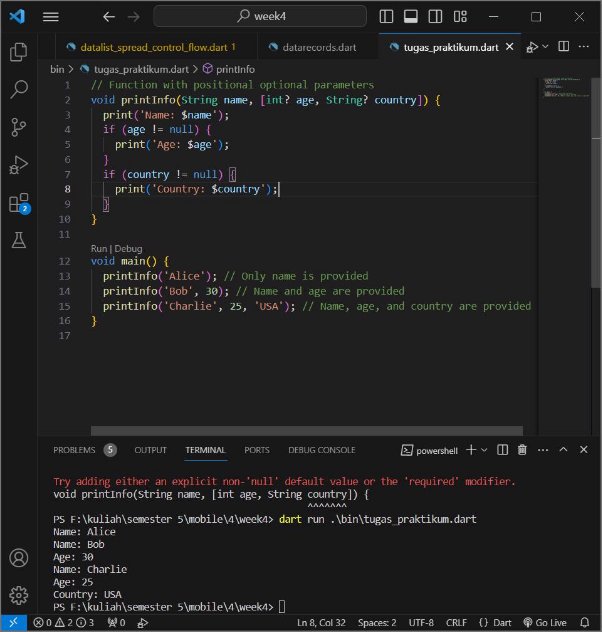 week4
datalist_spread_control_flow.dart 1
datarecords.dart
tugas_praktikum.dart
bin > tugas_praktikum.dart > printInfo
1 // Function with positional optional parameters
2 void printInfo(String name, [int? age, String? country]) {
3 print('Name: $name');
4 if (age != null) {
5 print('Age: $age');
6 }
7 if (country != null) {
8 print('Country: $country');
9 }
10 }
11
Run | Debug
12 void main() {
13 printInfo('Alice'); // Only name is provided
14 printInfo('Bob', 30); // Name and age are provided
15 printInfo('Charlie', 25, 'USA'); // Name, age, and country are provided
16 }
17
2
PROBLEMS 5 OUTPUT TERMINAL PORTS DEBUG CONSOLE powershell
Try adding either an explicit non-'null' default value or the 'required' modifier.
void printInfo(String name, [int age, String country]) {
^^^^^^^
PS F:\kuliah\semester 5\mobile\4\week4> dart run .\bin\tugas_praktikum.dart
Name: Alice
Name: Bob
Age: 30
Name: Charlie
Age: 25
Country: USA
PS F:\kuliah\semester 5\mobile\4\week4>
0 2 3 0 Ln 8, Col 32 Spaces: 2 UTF-8 CRLF {} Dart Go Live